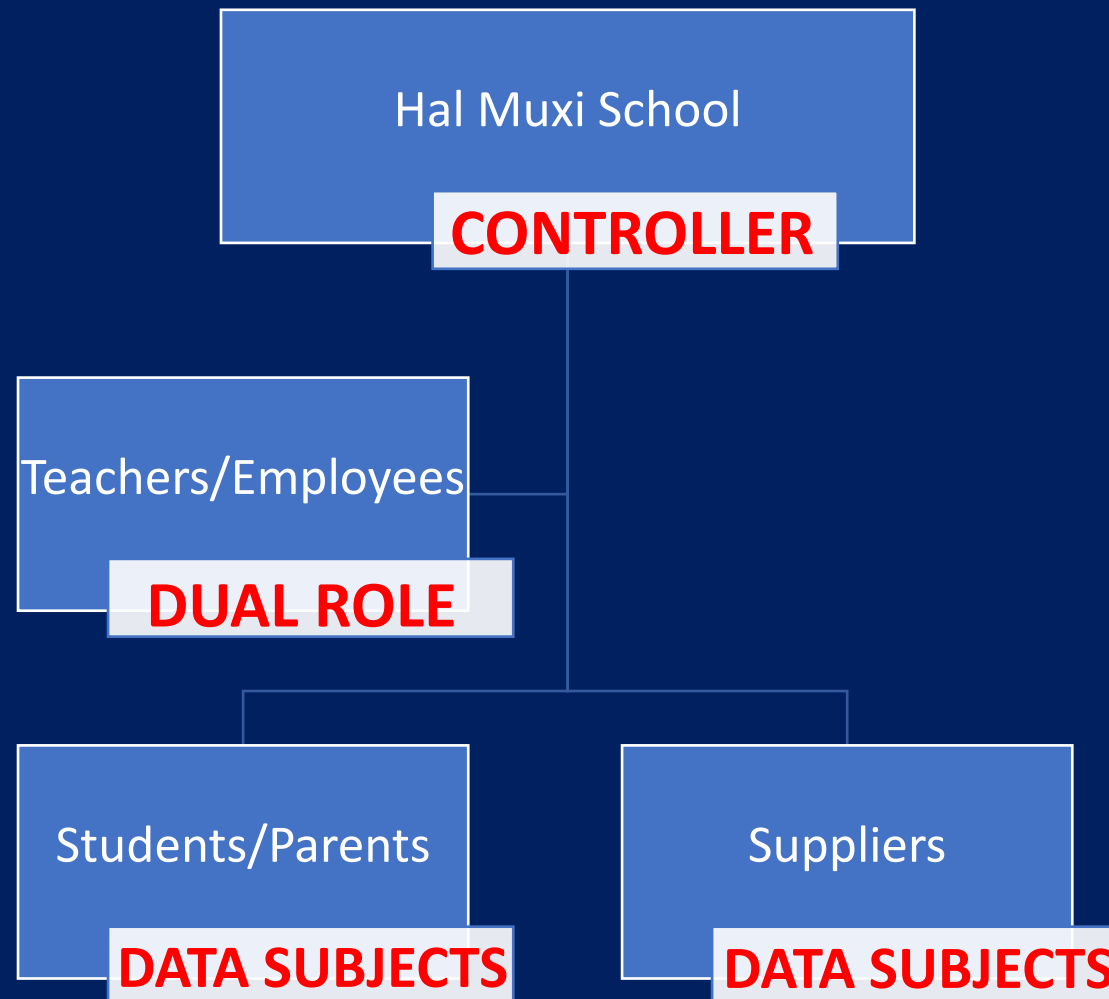 Hal Muxi School
CONTROLLER
Teachers/Employees
DUAL ROLE
Students/Parents
DATA SUBJECTS
Suppliers
DATA SUBJECTS